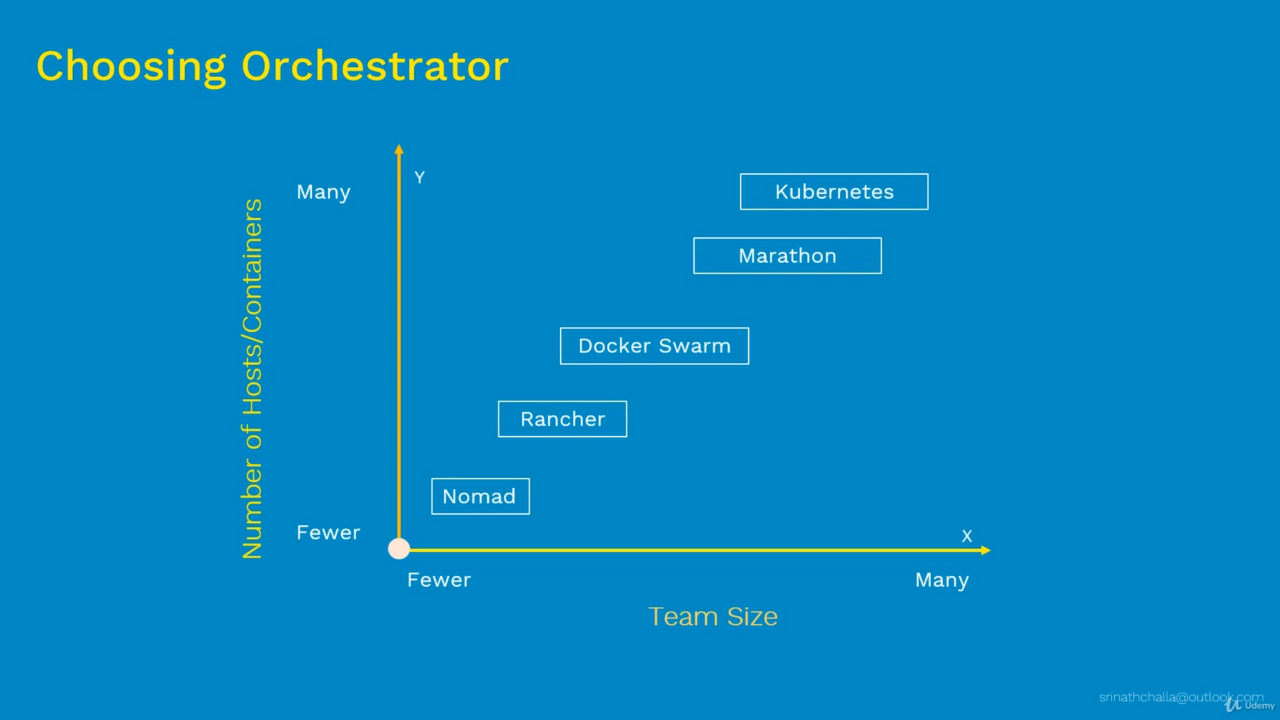 Choosing Orchestrator
Y
Many
Kubernetes
Marathon
Number of Hosts/Containers
Docker Swarm
Rancher
Nomad
Fewer
X
Fewer
Many
Team Size
srinathchalla@outlook.com
Udemy